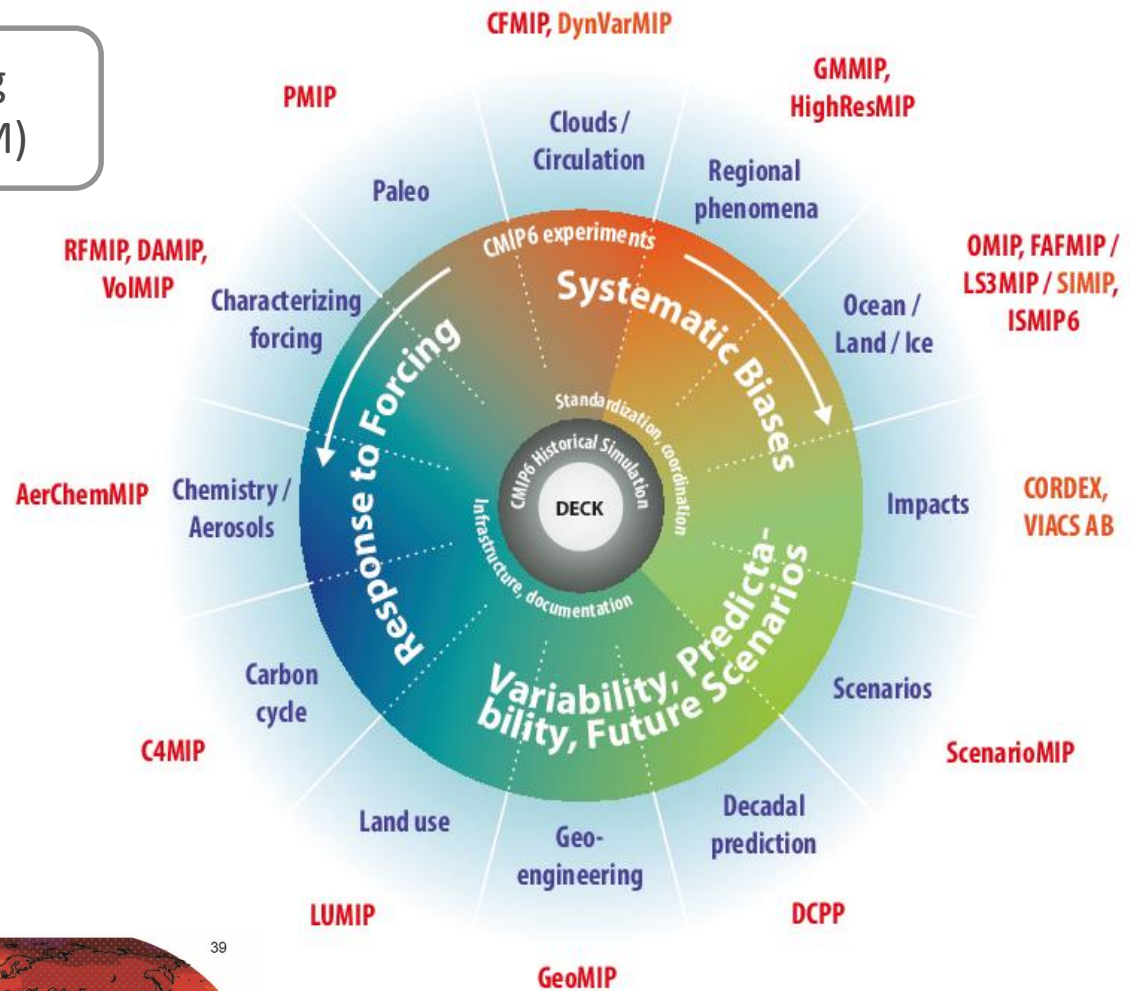 g
M)
CFMIP, DynVarMIP
GMMIP,
HighResMIP
PMIP
Clouds /
Circulation
Regional
phenomena
Paleo
RFMIP, DAMIP,
VolMIP
OMIP, FAFMIP /
LS3MIP / SIMIP,
ISMIP6
Characterizing
forcing
Ocean /
Land / Ice
CMIP6 experiments
Systematic Biases
Response to Forcing
Standardization, coordination
CMIP6 Historical Simulation
DECK
Infrastructure, documentation
AerChemMIP
Chemistry /
Aerosols
Impacts
CORDEX,
VIACS AB
Variability, Predicta-
bility, Future Scenarios
Carbon
cycle
Scenarios
C4MIP
ScenarioMIP
Land use
Geo-
engineering
Decadal
prediction
LUMIP
DCPP
GeoMIP
39